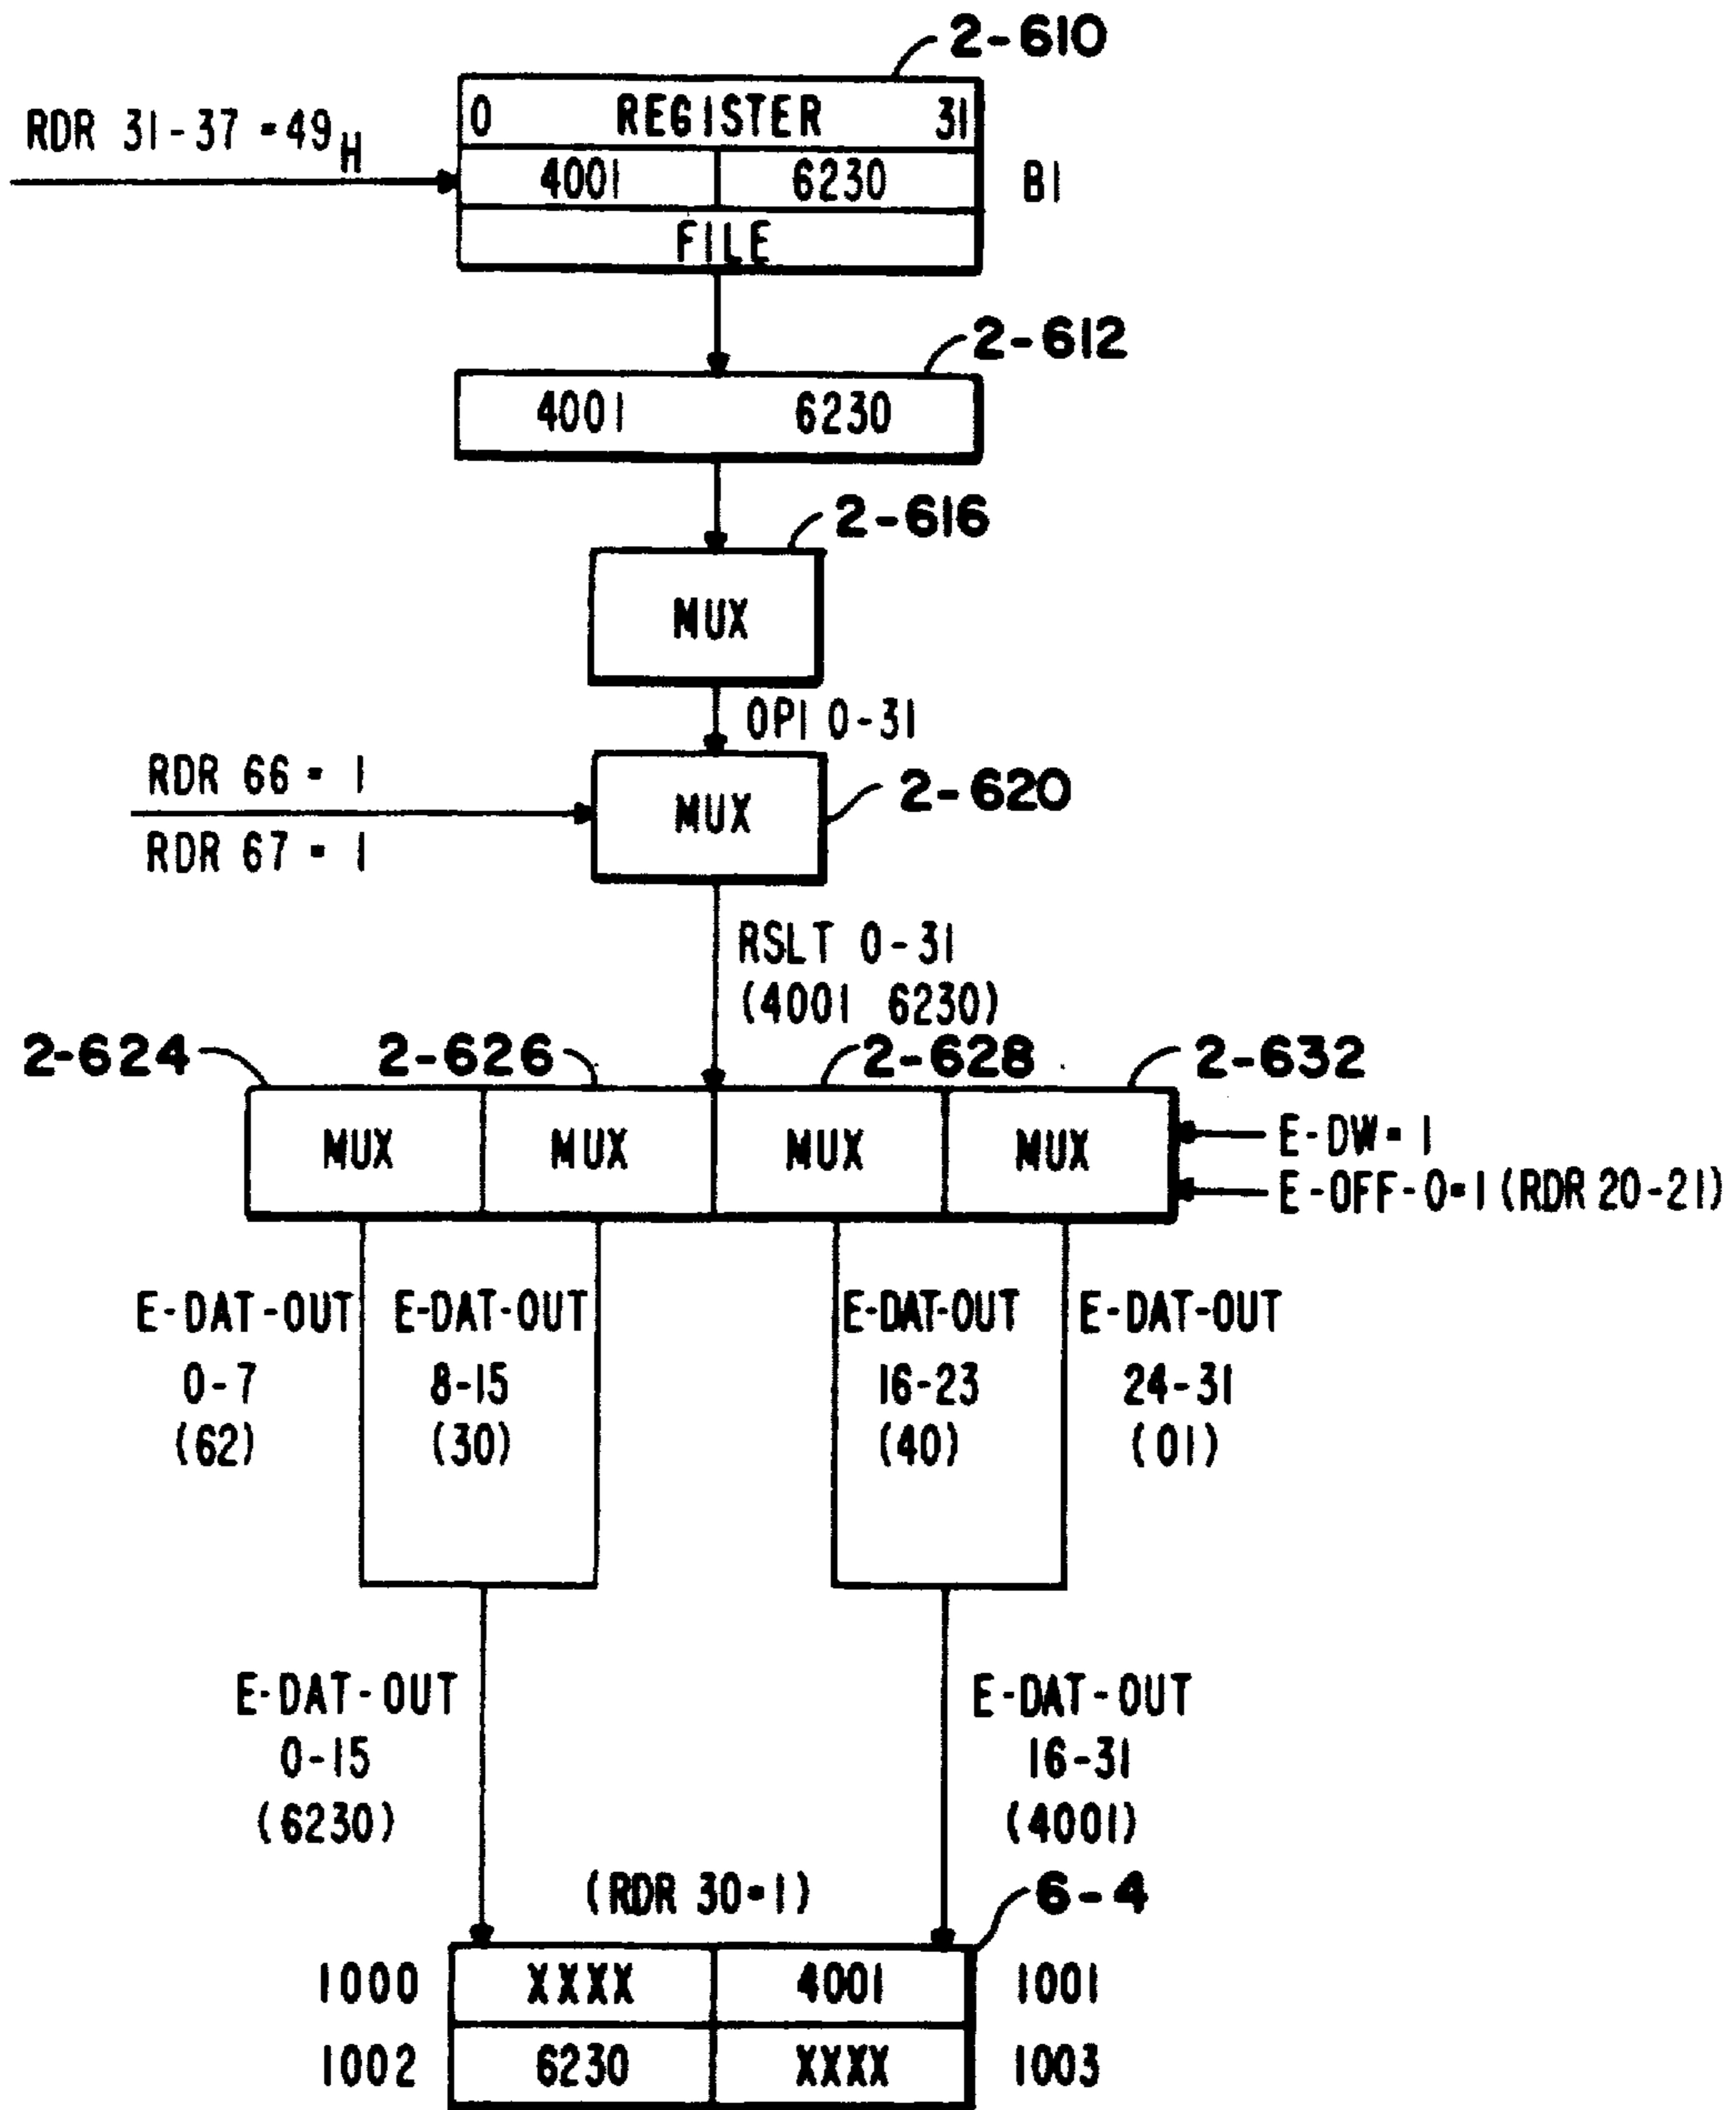 2-610
0 REGISTER 31
RDR 31-37 = 49H
4001 6230 B1
FILE
2-612
4001 6230
2-616
MUX
OP1 0-31
RDR 66 = 1
MUX
2-620
RDR 67 = 1
RSLT 0-31
(4001 6230)
2-624 2-626 2-628 2-632
MUX MUX MUX MUX
E-DW = 1
E-OFF-0=1 (RDR 20-21)
E-DAT-OUT E-DAT-OUT E-DAT-OUT E-DAT-OUT
0-7 8-15 16-23 24-31
(62) (30) (40) (01)
E-DAT-OUT E-DAT-OUT
0-15 16-31
(6230) (4001)
(RDR 30=1) 6-4
1000 XXXX 4001 1001
1002 6230 XXXX 1003